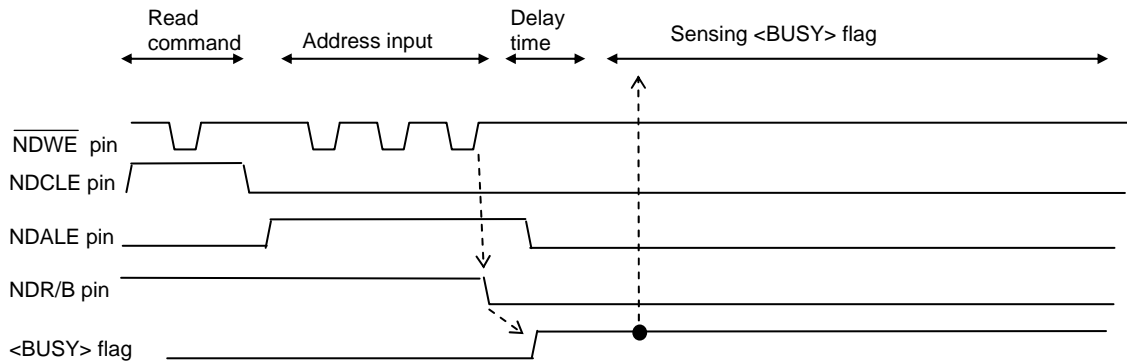 Read
command
Address input
Delay
time
Sensing <BUSY> flag
NDWE pin
NDCLE pin
NDALE pin
NDR/B pin
<BUSY> flag